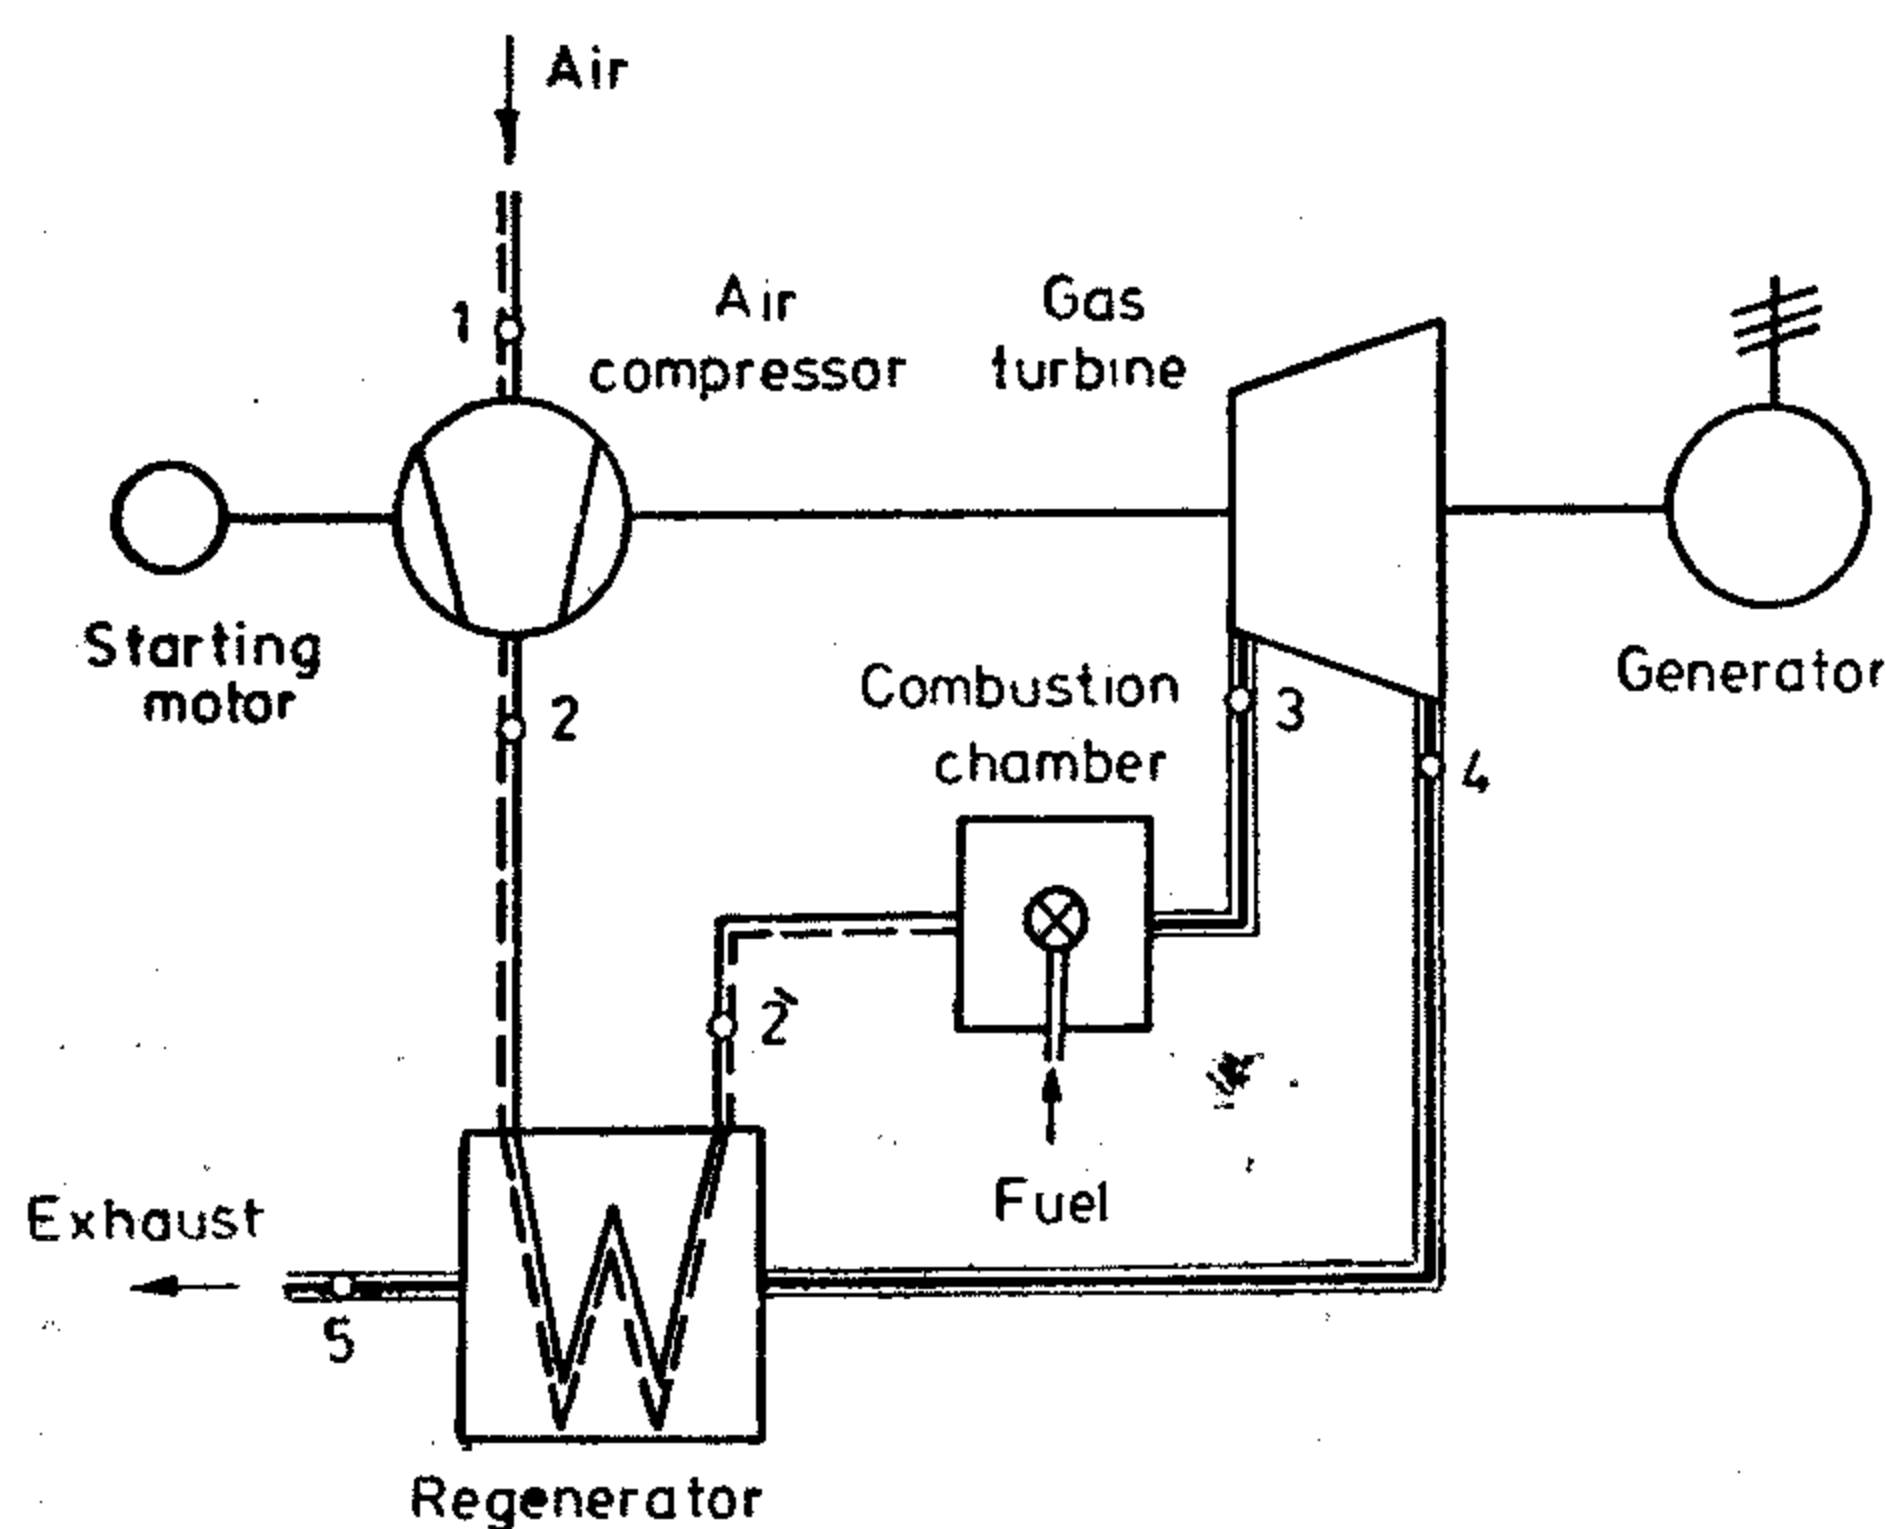 Air
1
Air
compressor
Gas
turbine
Starting
motor
2
Combustion
chamber
3
4
Generator
2'
Fuel
Exhaust
5
Regenerator